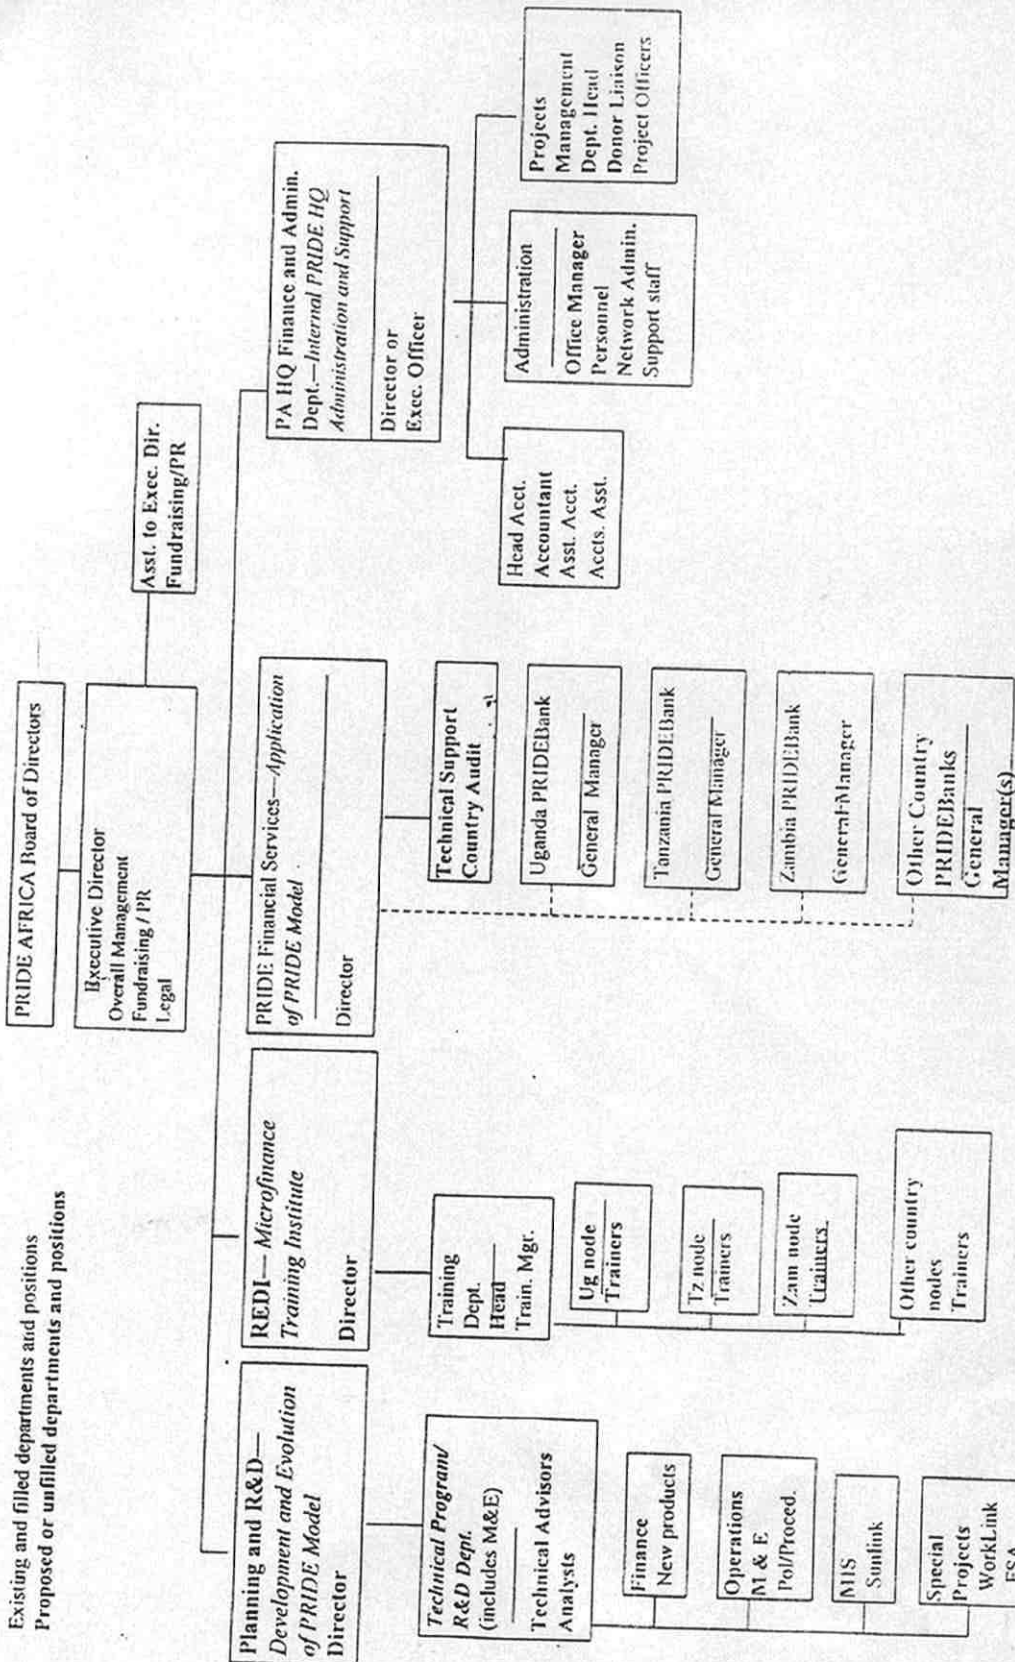 Existing and filled departments and positions
Proposed or unfilled departments and positions
PRIDE AFRICA Board of Directors
Executive Director
Overall Management
Fundraising / PR
Legal
Asst. to Exec. Dir.
Fundraising/PR
Planning and R&D—
Development and Evolution
of PRIDE Model
Director
REDI—Microfinance
Training Institute
Director
PRIDE Financial Services—Application
of PRIDE Model
Director
PA HQ Finance and Admin.
Dept.—Internal PRIDE HQ
Administration and Support
Director or
Exec. Officer
Technical Program/
R&D Dept.
(includes M&E)
Technical Advisors
Analysts
Finance
New products
Operations
M & E
Pol/Proced.
MIS
Sunlink
Special
Projects
WorkLink
ESA
Training
Dept.
Head
Train. Mgr.
Ug node
Trainers
Tz node
Trainers
Zam node
Trainers
Other country
nodes
Trainers
Technical Support
Country Audit
Uganda PRIDEBank
General Manager
Tanzania PRIDEBank
General Manager
Zambia PRIDEBank
General Manager
Other Country
PRIDEBanks
General
Manager(s)
Head Acct.
Accountant
Asst. Acct.
Accts. Asst.
Administration
Office Manager
Personnel
Network Admin.
Support staff
Projects
Management
Dept. Head
Donor Liaison
Project Officers